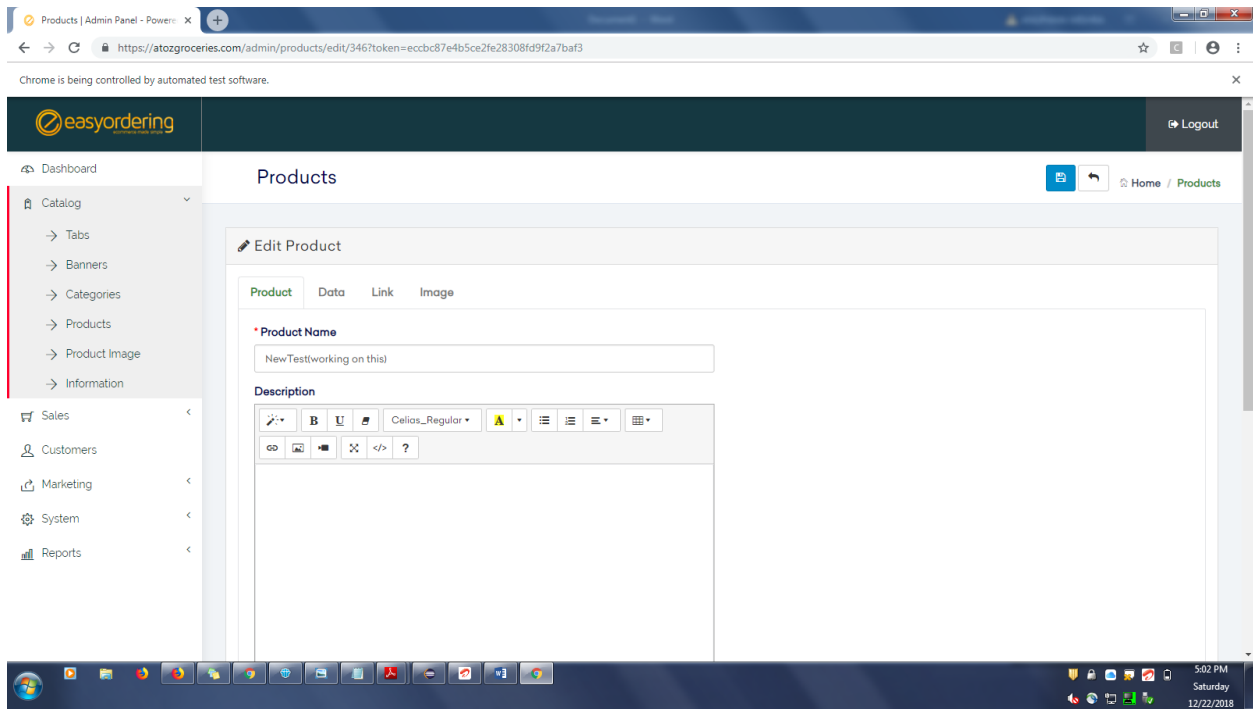 Products | Admin Panel - Powere
https://atozgroceries.com/admin/products/edit/346?token=eccbc87e4b5ce2fe28308fd9f2a7baf3
Chrome is being controlled by automated test software.
easyordering
Logout
Dashboard
Products
Home / Products
Catalog
Tabs
Edit Product
Banners
Categories
Product Data Link Image
Products
* Product Name
Product Image
NewTest(working on this)
Information
Description
Sales
B U Celias_Regular A
Customers
</> ?
Marketing
System
Reports
5:02 PM
Saturday
12/22/2018